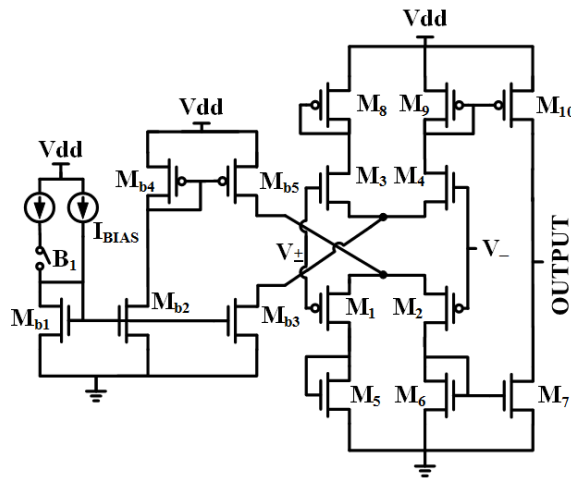 Vdd
M8
M9
M10
Vdd
Mb4
Mb5
Vdd
M3
M4
IBIAS
B1
V+
V−
OUTPUT
Mb1
Mb2
Mb3
M1
M2
M5
M6
M7